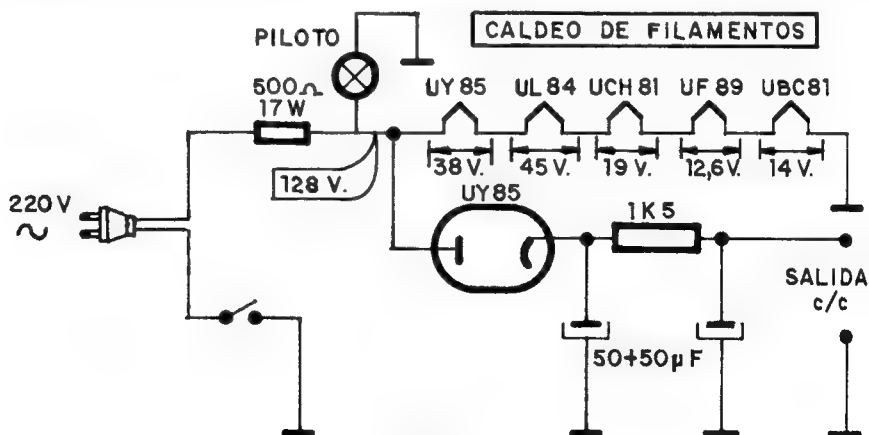 CALDEO DE FILAMENTOS
PILOTO
500Ω
17W
UY85 UL84 UCH81 UF89 UBC81
128 V.
38 V. 45 V. 19 V. 12,6V. 14 V.
220V
∼
UY85
1K5
SALIDA
c/c
50+50µF